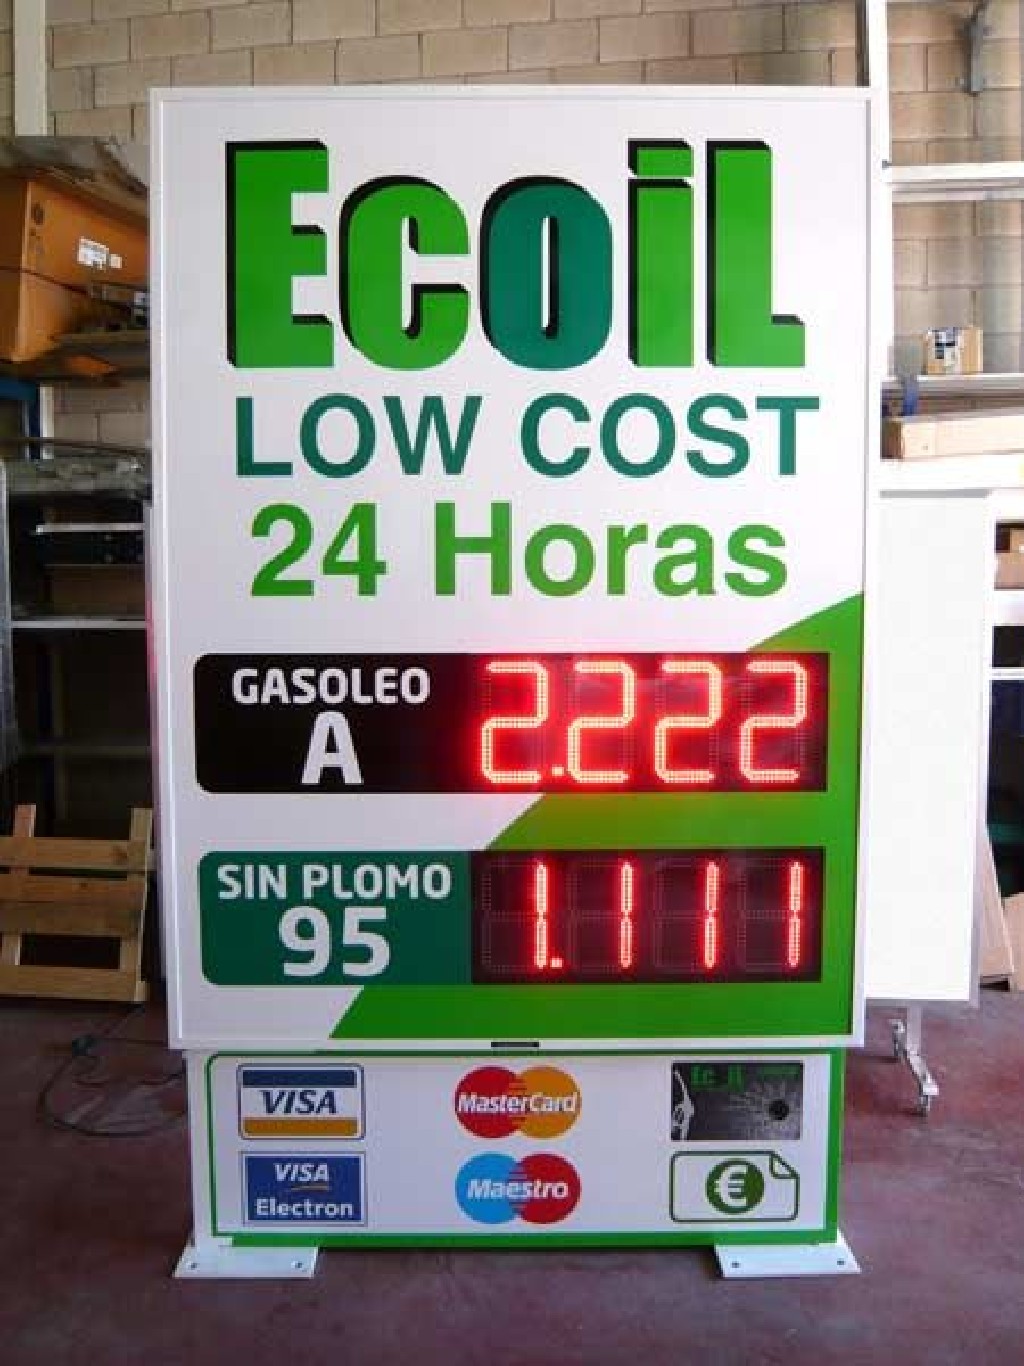 EcoiL
LOW COST
24 Horas
GASOLEO
A
2.222
SIN PLOMO
95
1.111
VISA
MasterCard
VISA
Electron
Maestro
€